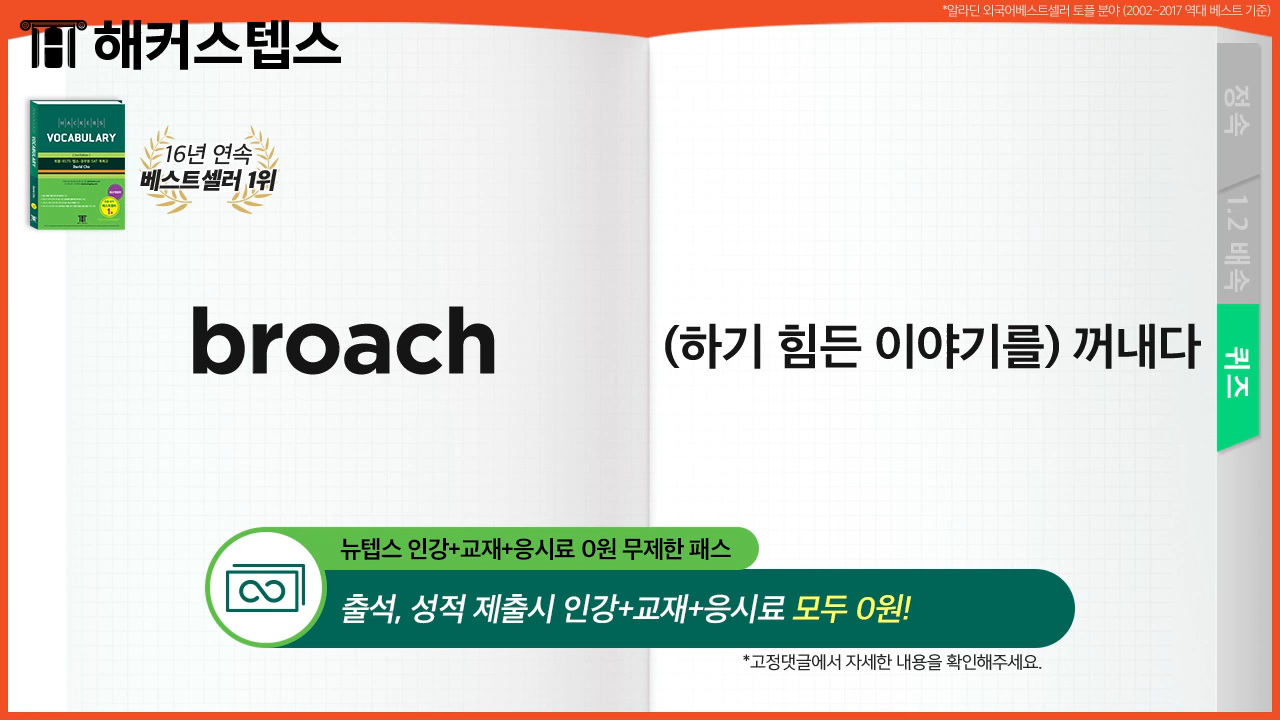 *알라딘 외국어베스트셀러 토플 분야 (2002~2017 역대 베스트 기준)
해커스텝스
HACKERS
VOCABULARY
16년 연속
베스트셀러 1위
정속
1.2 배속
퀴즈
broach
(하기 힘든 이야기를) 꺼내다
뉴텝스 인강+교재+응시료 0원 무제한 패스
출석, 성적 제출시 인강+교재+응시료 모두 0원!
*고정댓글에서 자세한 내용을 확인해주세요.